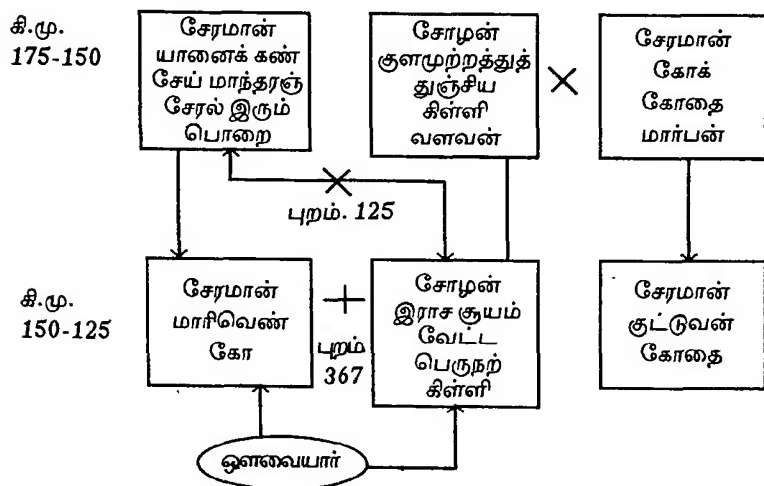 கி.மு.
175-150
சேரமான்
யானைக் கண்
சேய் மாந்தரஞ்
சேரல் இரும்
பொறை
சோழன்
குளமுற்றத்துத்
துஞ்சிய
கிள்ளி
வளவன்
சேரமான்
கோக்
கோதை
மார்பன்
புறம். 125
கி.மு.
150-125
சேரமான்
மாரிவெண்
கோ
புறம்
367
சோழன்
இராச சூயம்
வேட்ட
பெருநற்
கிள்ளி
சேரமான்
குட்டுவன்
கோதை
ஔவையார்